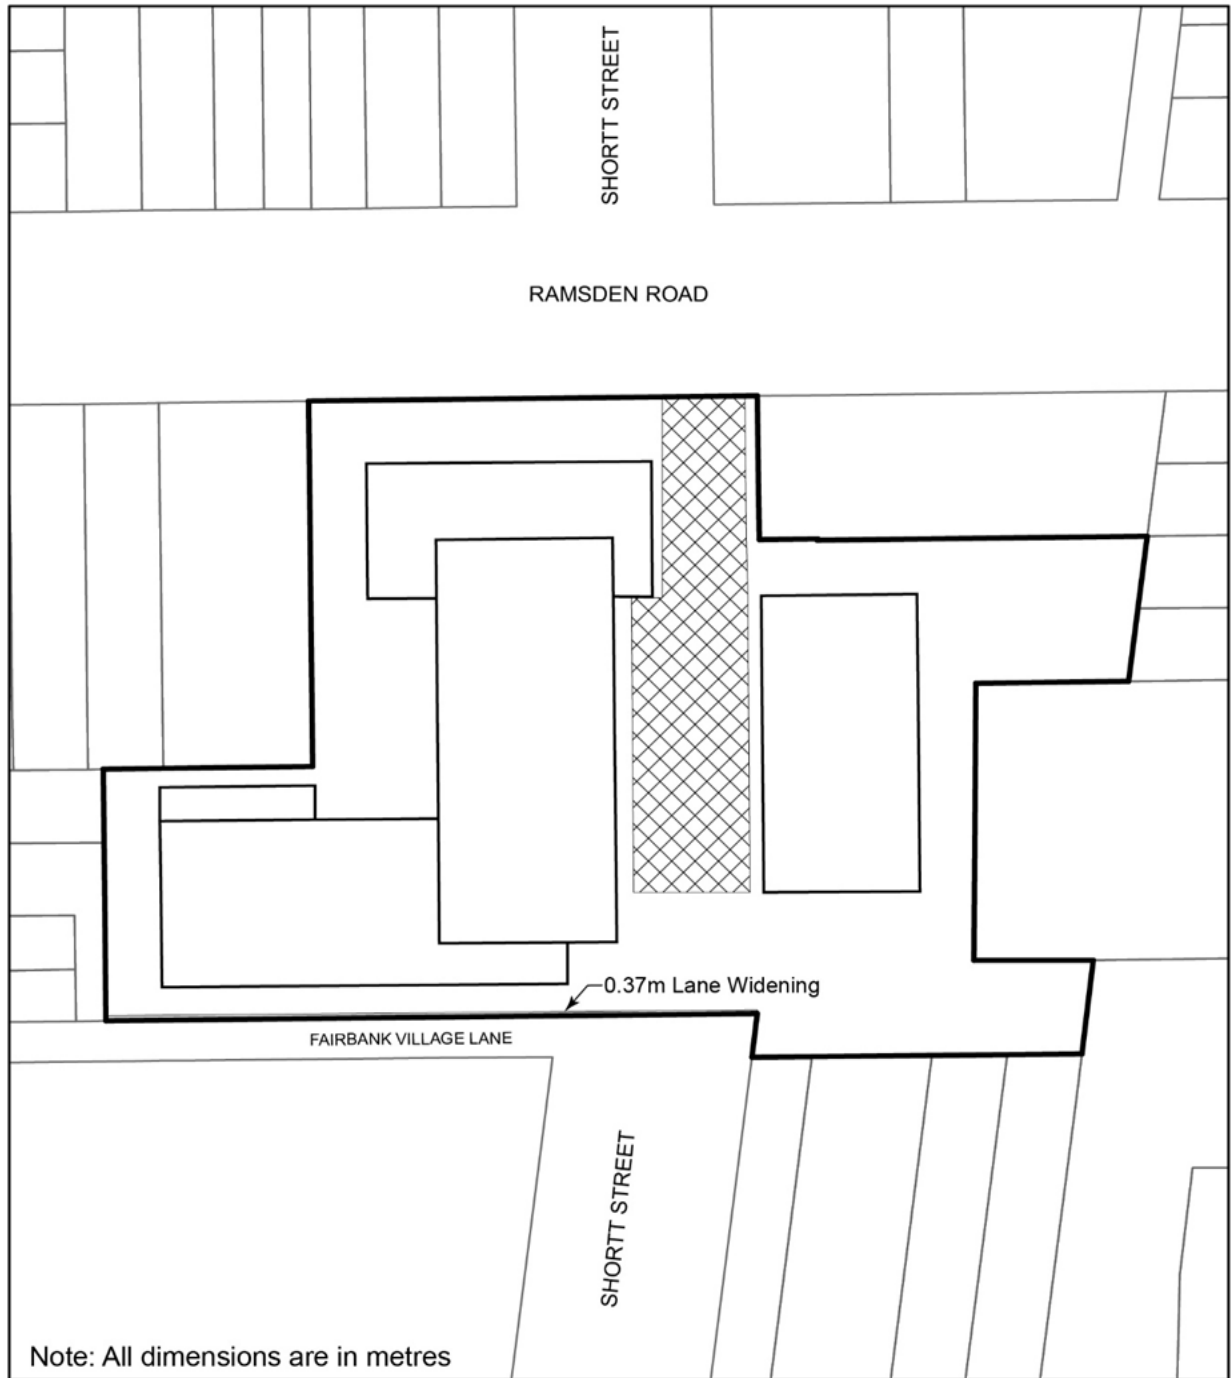 SHORTT STREET
RAMSDEN ROAD
0.37m Lane Widening
FAIRBANK VILLAGE LANE
SHORTT STREET
Note: All dimensions are in metres